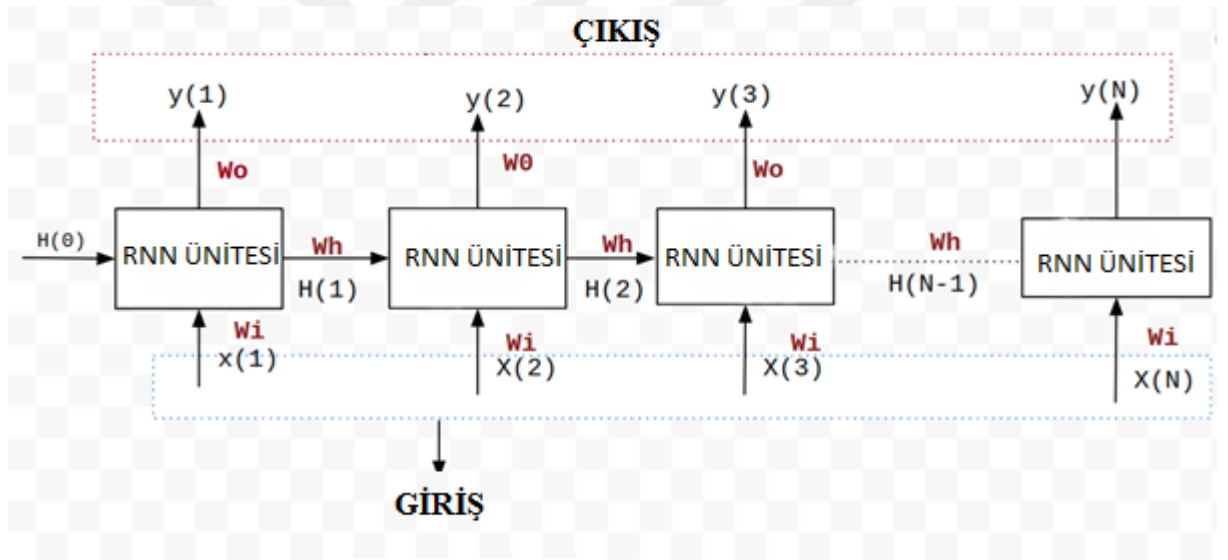 ÇIKIŞ
y(1) y(2) y(3) y(N)
Wo W0 Wo
H(0) RNN ÜNİTESİ Wh RNN ÜNİTESİ Wh RNN ÜNİTESİ Wh RNN ÜNİTESİ
H(1) H(2) H(N-1)
Wi Wi Wi Wi
x(1) X(2) X(3) X(N)
GİRİŞ